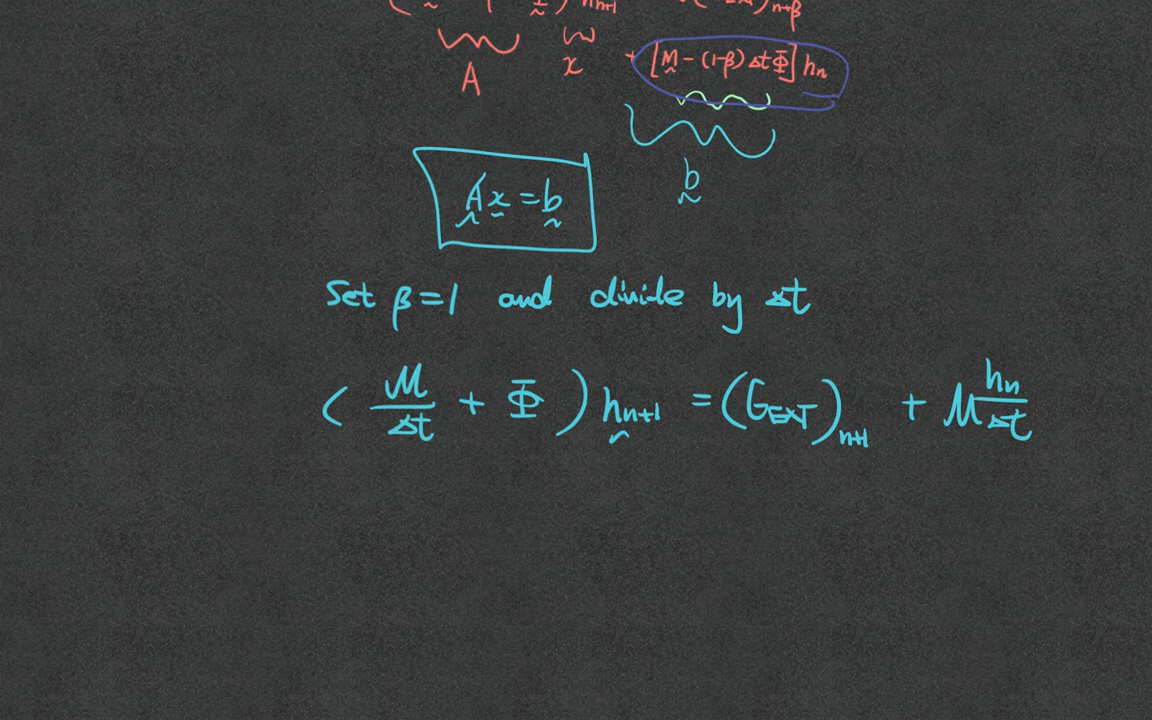 A x + [M - (1-β) Δt Φ] hn
b
A x = b
Set β = 1 and divide by Δt
( M/Δt + Φ ) hn+1 = (GEXT)n+1 + M hn/Δt